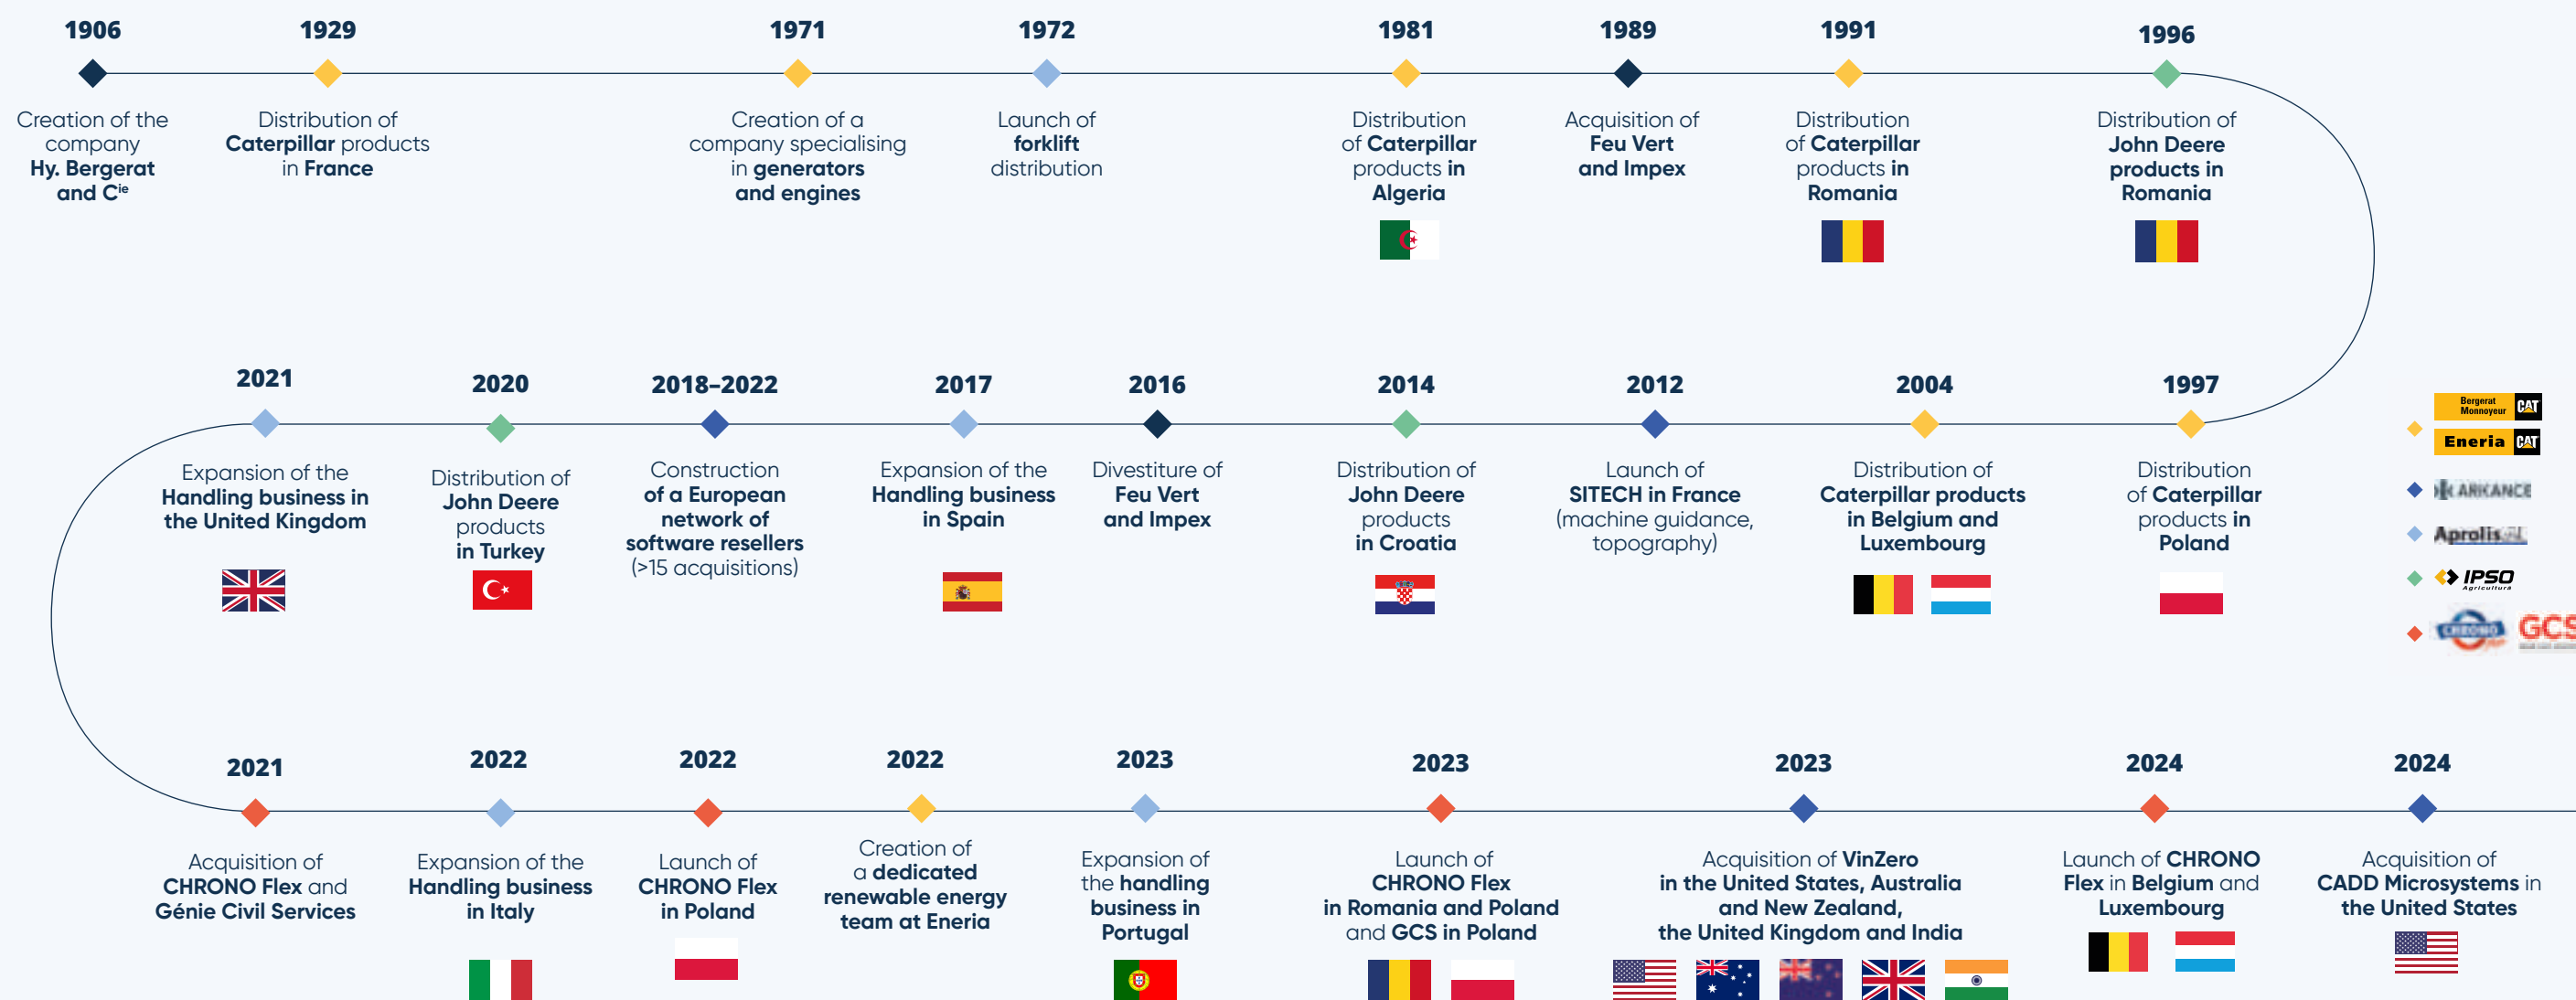 1906
Creation of the
company
Hy. Bergerat
and Cie
1929
Distribution of
Caterpillar products
in France
1971
Creation of a
company specialising
in generators
and engines
1972
Launch of
forklift
distribution
1981
Distribution
of Caterpillar
products in
Algeria
1989
Acquisition of
Feu Vert
and Impex
1991
Distribution
of Caterpillar
products in
Romania
1996
Distribution of
John Deere
products in
Romania
1997
Distribution
of Caterpillar
products in
Poland
2004
Distribution of
Caterpillar products
in Belgium and
Luxembourg
2012
Launch of
SITECH in France
(machine guidance,
topography)
2014
Distribution of
John Deere
products
in Croatia
2016
Divestiture of
Feu Vert
and Impex
2017
Expansion of the
Handling business
in Spain
2018–2022
Construction
of a European
network of
software resellers
(>15 acquisitions)
2020
Distribution of
John Deere
products
in Turkey
2021
Expansion of the
Handling business in
the United Kingdom
2021
Acquisition of
CHRONO Flex and
Génie Civil Services
2022
Expansion of the
Handling business
in Italy
2022
Launch of
CHRONO Flex
in Poland
2022
Creation of
a dedicated
renewable energy
team at Eneria
2023
Expansion of
the handling
business in
Portugal
2023
Launch of
CHRONO Flex
in Romania and Poland
and GCS in Poland
2023
Acquisition of VinZero
in the United States, Australia
and New Zealand,
the United Kingdom and India
2024
Launch of CHRONO
Flex in Belgium and
Luxembourg
2024
Acquisition of
CADD Microsystems in
the United States
Bergerat
Monnoyeur CAT
Eneria CAT
ARKANCE
Aprolis
IPSO
Agricultură
CHRONO GCS